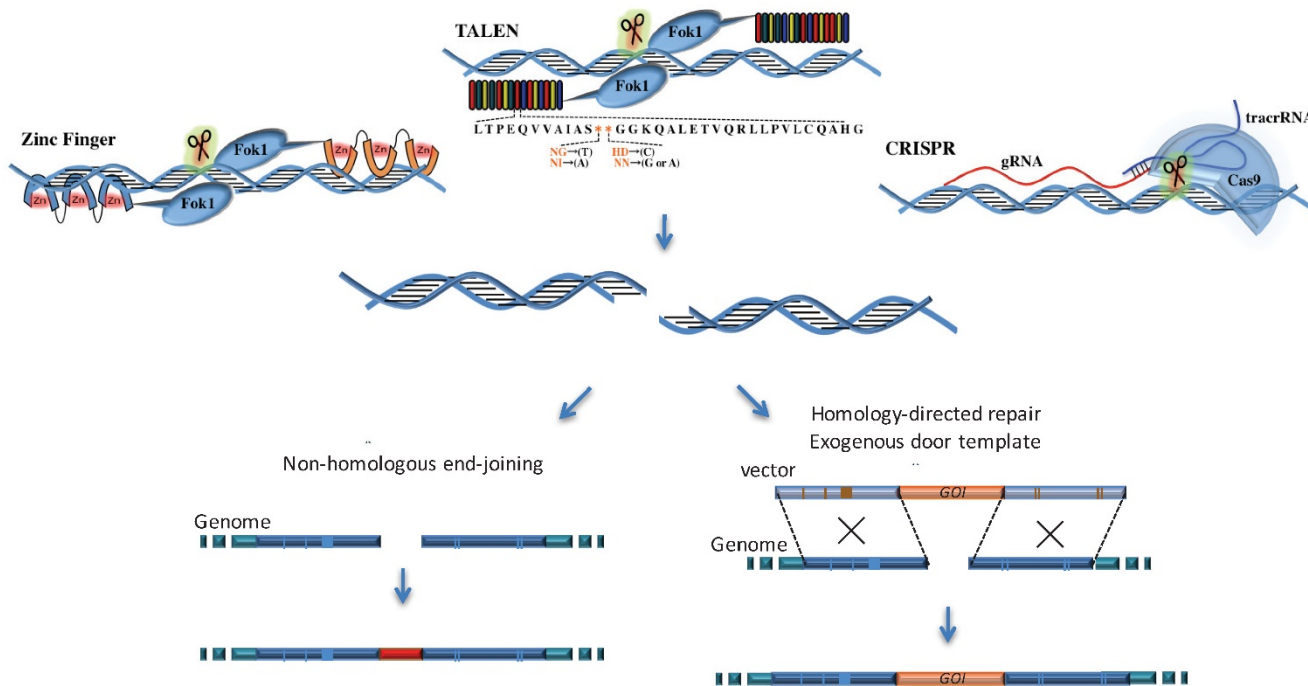 TALEN
Fok1
Fok1
LTPEQVVAIAS**GGKQALETVQRLLPVLCQAHG
NG→(T) HD→(C)
NI→(A) NN→(G or A)
Zinc Finger
Fok1
Zn Zn Zn
Zn Zn Zn
Fok1
tracrRNA
CRISPR
gRNA
Cas9
Non-homologous end-joining
Genome
Homology-directed repair
Exogenous door template
vector
GOI
Genome
GOI